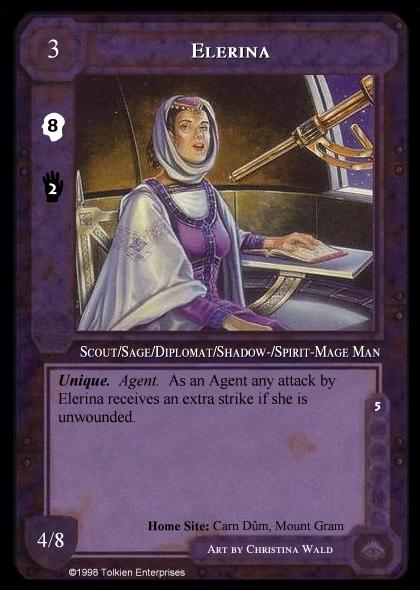 3
ELERINA
8
2
SCOUT/SAGE/DIPLOMAT/SHADOW-/SPIRIT-MAGE MAN
Unique. Agent. As an Agent any attack by
Elerina receives an extra strike if she is
unwounded.
5
Home Site: Carn Dûm, Mount Gram
4/8
ART BY CHRISTINA WALD
©1998 Tolkien Enterprises